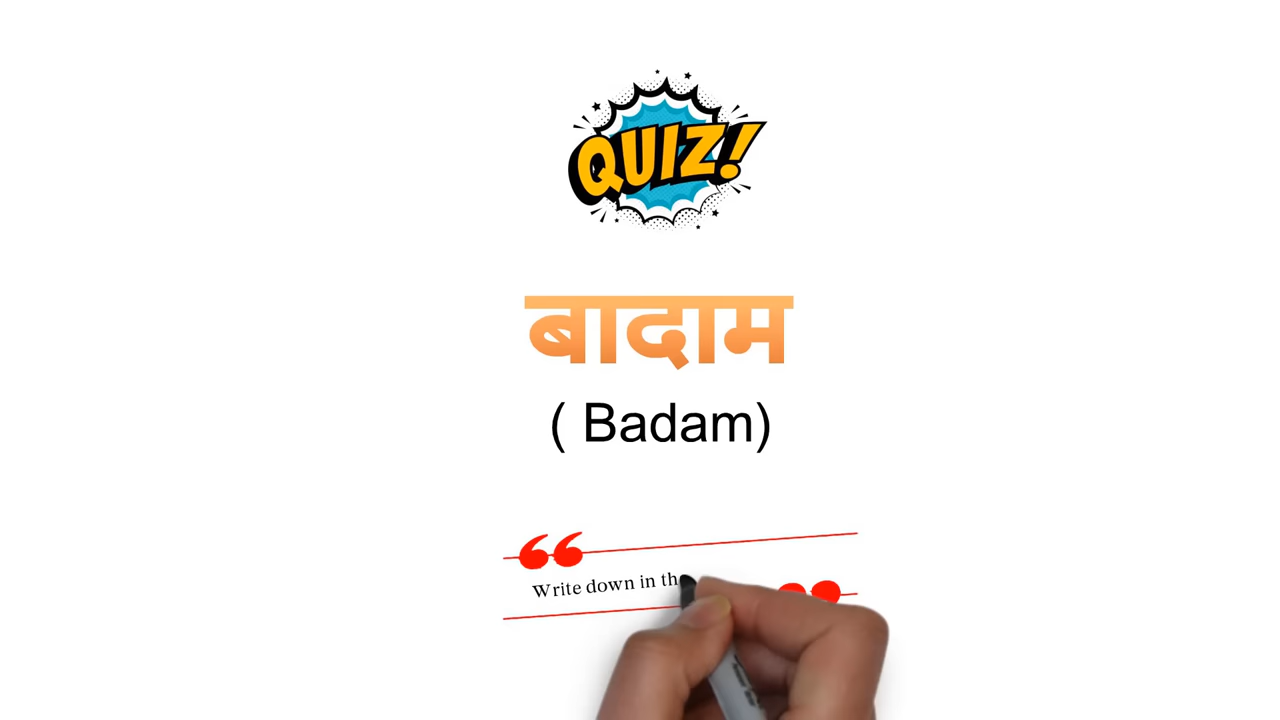 QUIZ!
बादाम
( Badam)
“
Write down in th
”